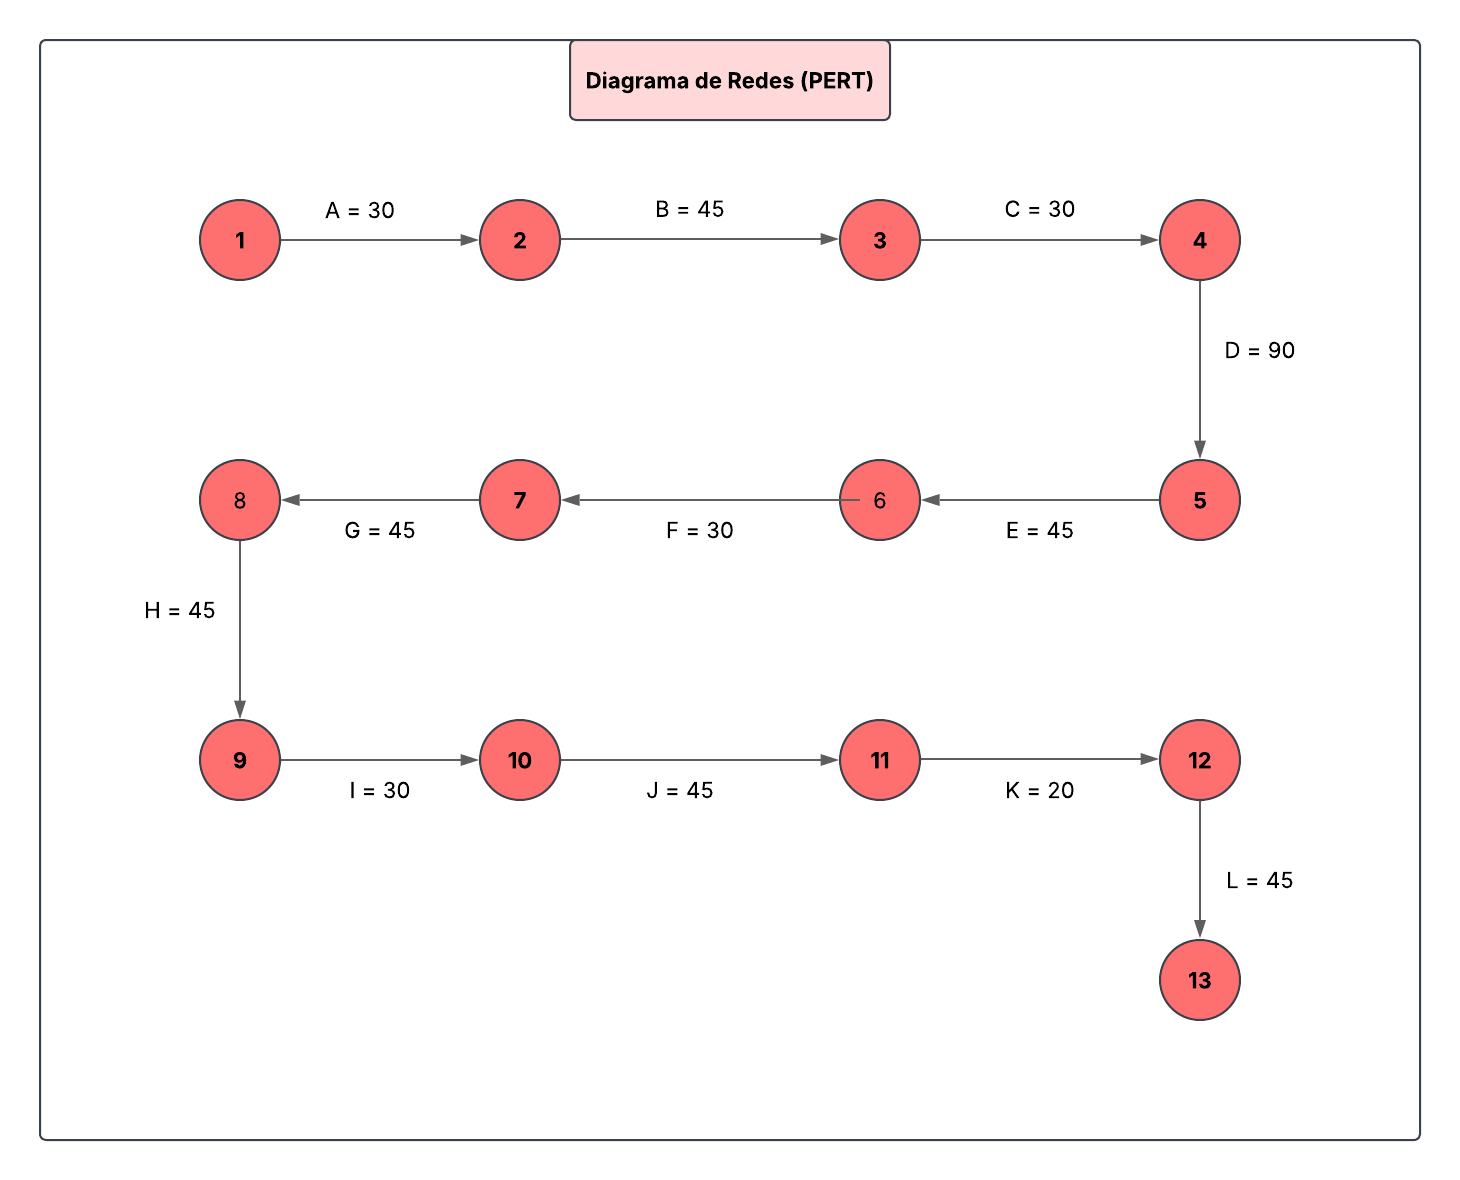 Diagrama de Redes (PERT)
A = 30
B = 45
C = 30
1
2
3
4
D = 90
8
7
6
5
G = 45
F = 30
E = 45
H = 45
9
10
11
12
I = 30
J = 45
K = 20
L = 45
13